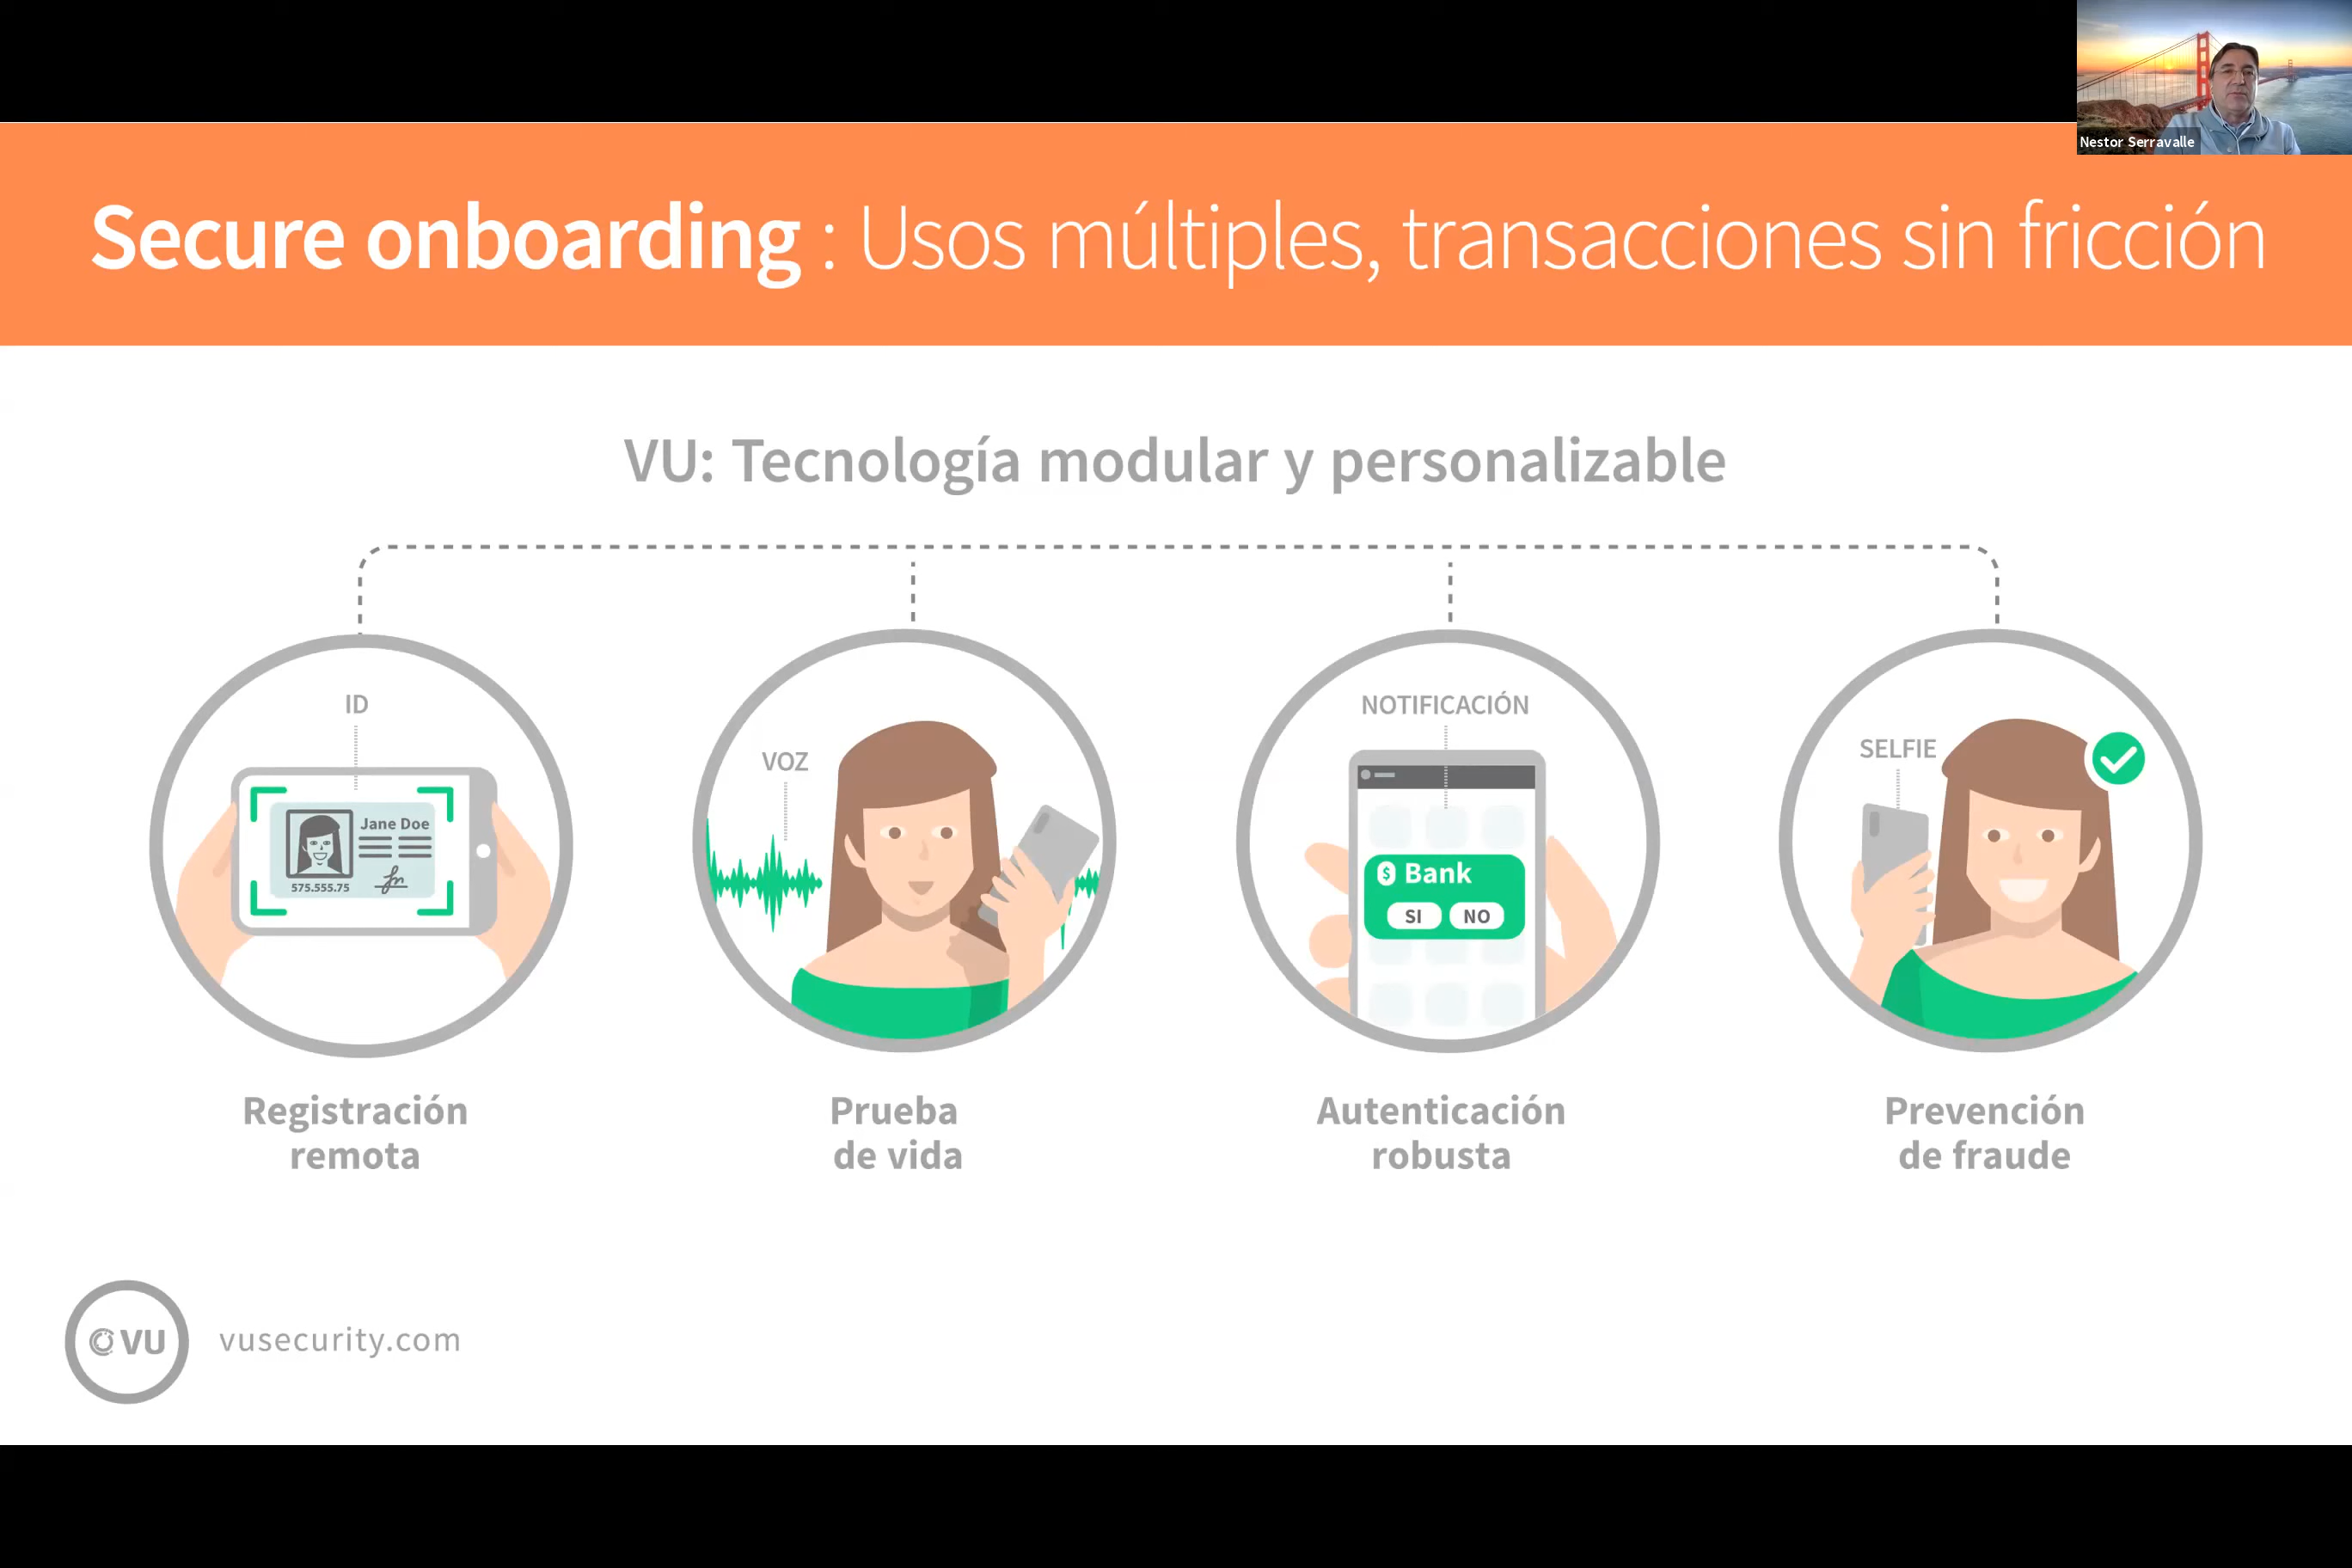 Nestor Serravalle
Secure onboarding : Usos múltiples, transacciones sin fricción
VU: Tecnología modular y personalizable
ID
Jane Doe
575.555.75
Registración
remota
VOZ
Prueba
de vida
NOTIFICACIÓN
$ Bank
SI NO
Autenticación
robusta
SELFIE
Prevención
de fraude
VU
vusecurity.com